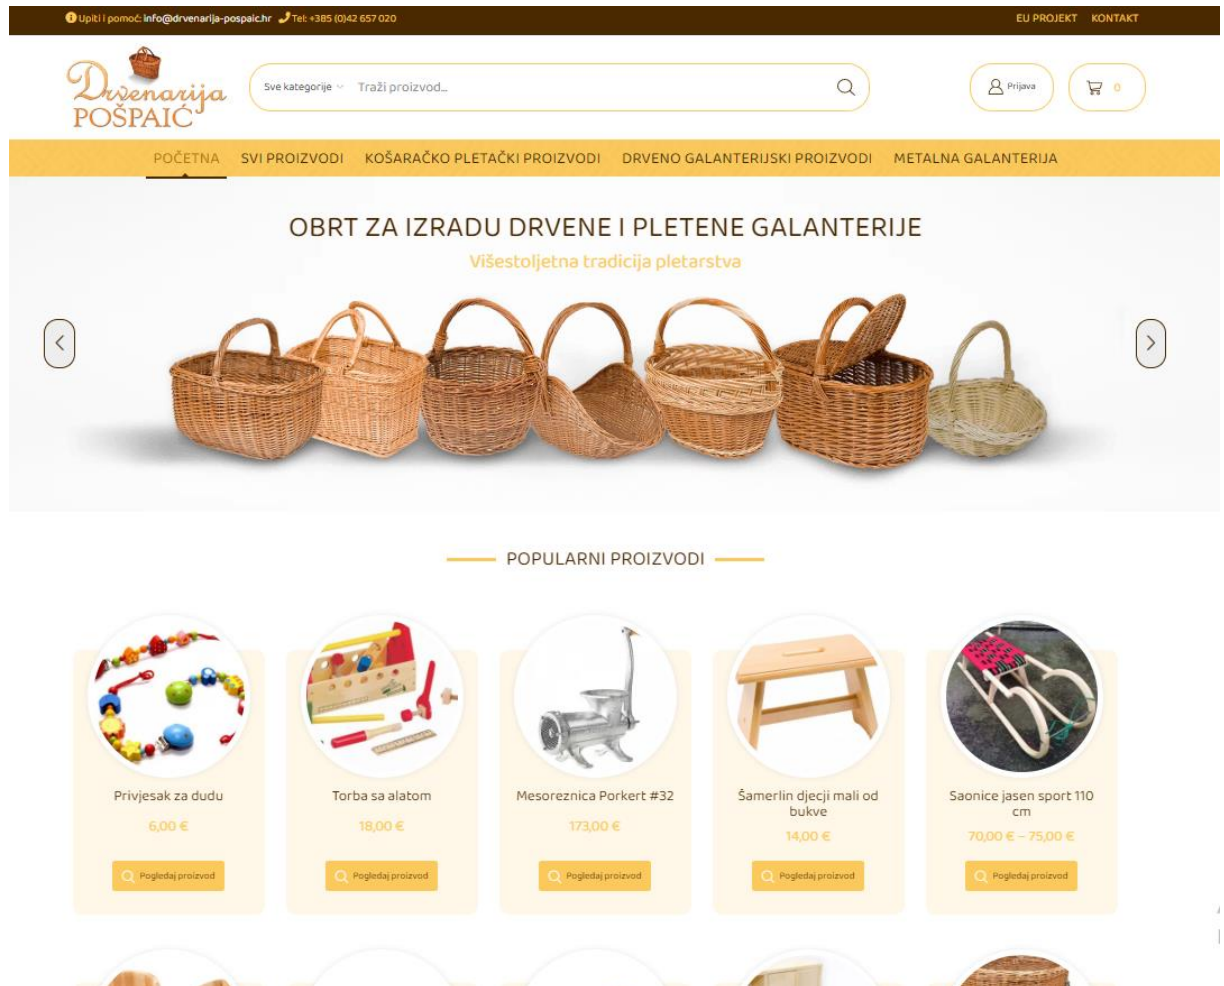 Upiti i pomoć: info@drvenarija-pospaic.hr Tel: +385 (0)42 657 020
EU PROJEKT KONTAKT
Drvenarija
POŠPAIĆ
Sve kategorije
Traži proizvod...
Prijava
0
POČETNA SVI PROIZVODI KOŠARAČKO PLETAČKI PROIZVODI DRVENO GALANTERIJSKI PROIZVODI METALNA GALANTERIJA
OBRT ZA IZRADU DRVENE I PLETENE GALANTERIJE
Višestoljetna tradicija pletarstva
POPULARNI PROIZVODI
Privjesak za dudu
6,00 €
Pogledaj proizvod
Torba sa alatom
18,00 €
Pogledaj proizvod
Mesoreznica Porkert #32
173,00 €
Pogledaj proizvod
Šamerlin djecji mali od
bukve
14,00 €
Pogledaj proizvod
Saonice jasen sport 110
cm
70,00 € – 75,00 €
Pogledaj proizvod